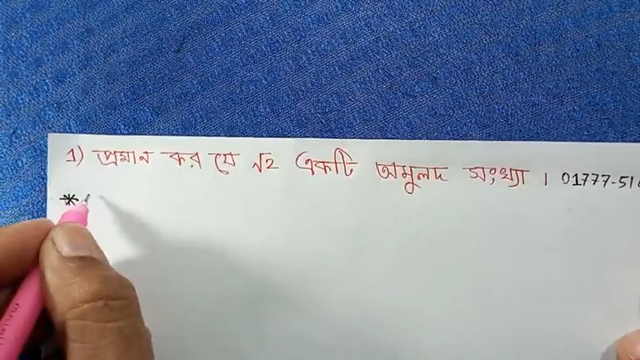 1) প্রমান কর যে √2 একটি অমুলদ সংখ্যা । 01777-51
*